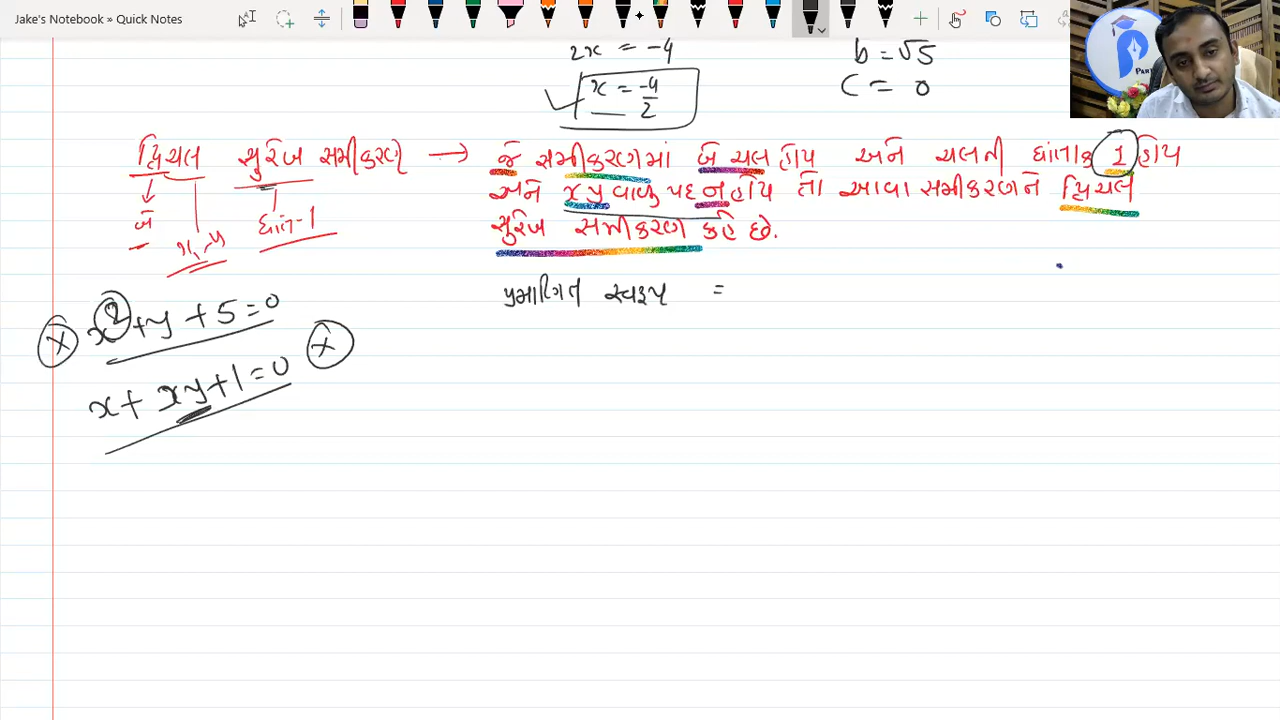 Jake's Notebook » Quick Notes
2x = -4
x = -4/2
b = √5
c = 0
દ્વિચલ સુરેખ સમીકરણ → જે સમીકરણમાં બે ચલ હોય અને ચલની ઘાતાંક 1 હોય
અને xy વાળુ પદ ન હોય તો આવા સમીકરણને દ્વિચલ
સુરેખ સમીકરણ કહે છે.
બે
x, y
ઘાત-1
પ્રમાણિત સ્વરૂપ =
x²+y+5=0
x+xy+1=0